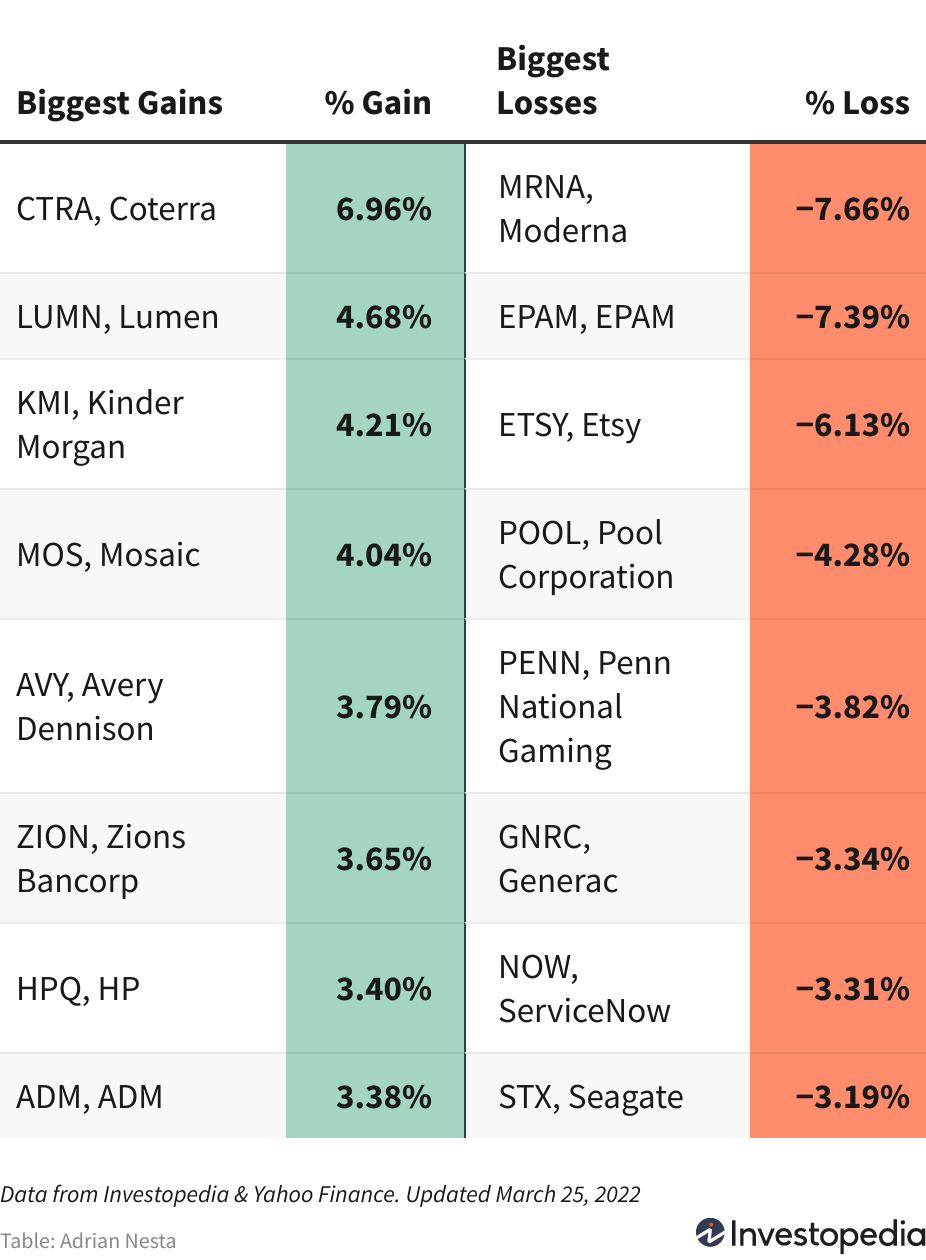 Biggest Gains % Gain Biggest Losses % Loss
CTRA, Coterra 6.96% MRNA, Moderna −7.66%
LUMN, Lumen 4.68% EPAM, EPAM −7.39%
KMI, Kinder Morgan 4.21% ETSY, Etsy −6.13%
MOS, Mosaic 4.04% POOL, Pool Corporation −4.28%
AVY, Avery Dennison 3.79% PENN, Penn National Gaming −3.82%
ZION, Zions Bancorp 3.65% GNRC, Generac −3.34%
HPQ, HP 3.40% NOW, ServiceNow −3.31%
ADM, ADM 3.38% STX, Seagate −3.19%
Data from Investopedia & Yahoo Finance. Updated March 25, 2022
Table: Adrian Nesta
Investopedia